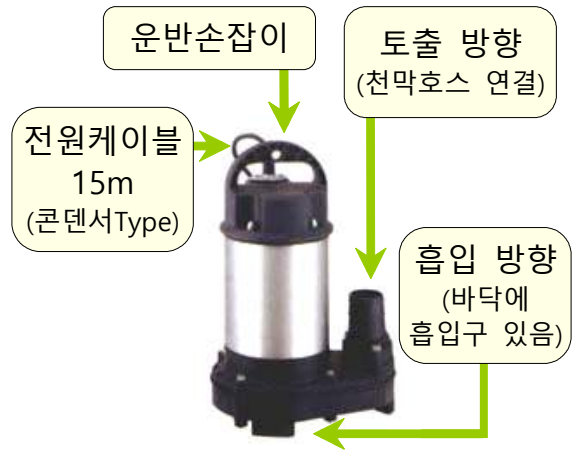 운반손잡이
토출 방향
(천막호스 연결)
전원케이블
15m
(콘덴서Type)
흡입 방향
(바닥에
흡입구 있음)